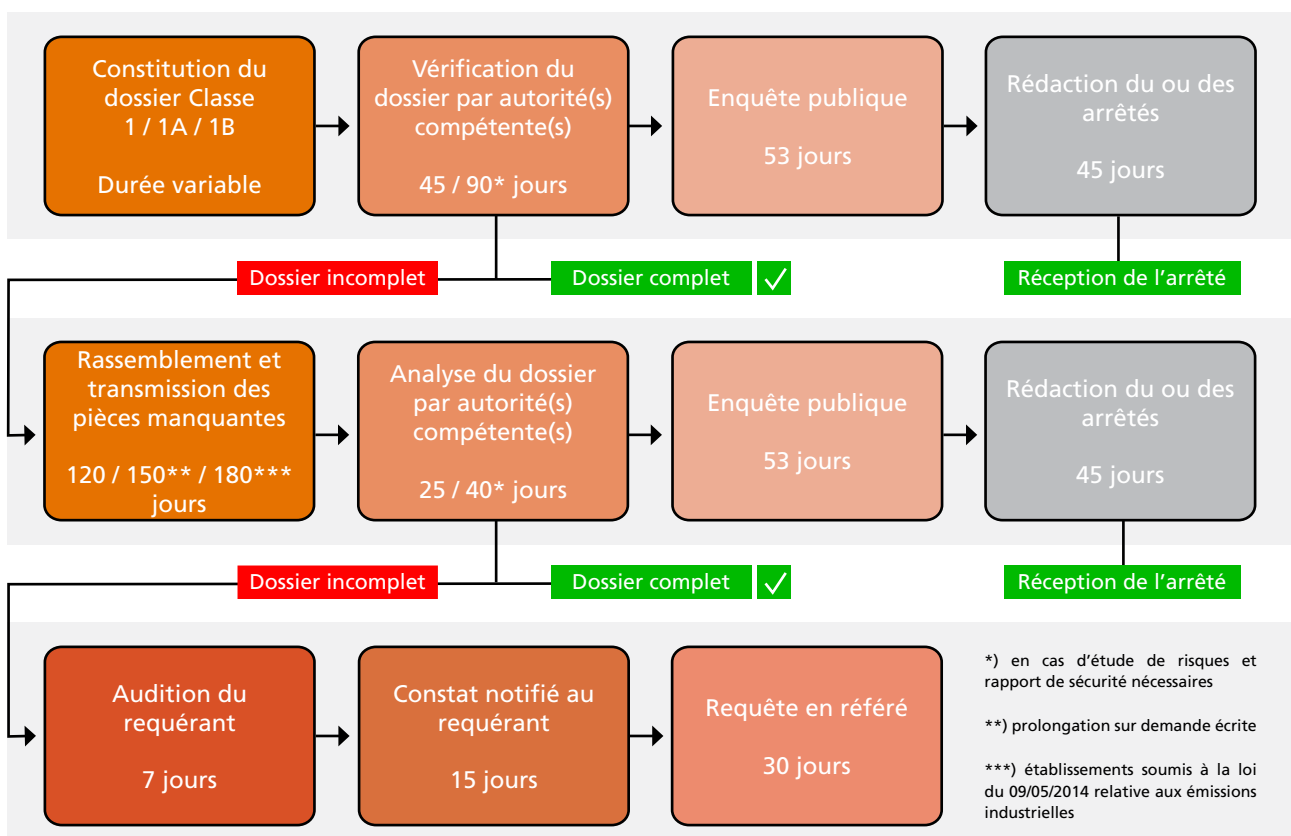 Constitution du
dossier Classe
1 / 1A / 1B
Durée variable
Vérification du
dossier par autorité(s)
compétente(s)
45 / 90* jours
Enquête publique
53 jours
Rédaction du ou des
arrêtés
45 jours
Dossier incomplet
Dossier complet
Réception de l’arrêté
Rassemblement et
transmission des
pièces manquantes
120 / 150** / 180***
jours
Analyse du dossier
par autorité(s)
compétente(s)
25 / 40* jours
Enquête publique
53 jours
Rédaction du ou des
arrêtés
45 jours
Dossier incomplet
Dossier complet
Réception de l’arrêté
Audition du
requérant
7 jours
Constat notifié au
requérant
15 jours
Requête en référé
30 jours
*) en cas d’étude de risques et
rapport de sécurité nécessaires
**) prolongation sur demande écrite
***) établissements soumis à la loi
du 09/05/2014 relative aux émissions
industrielles